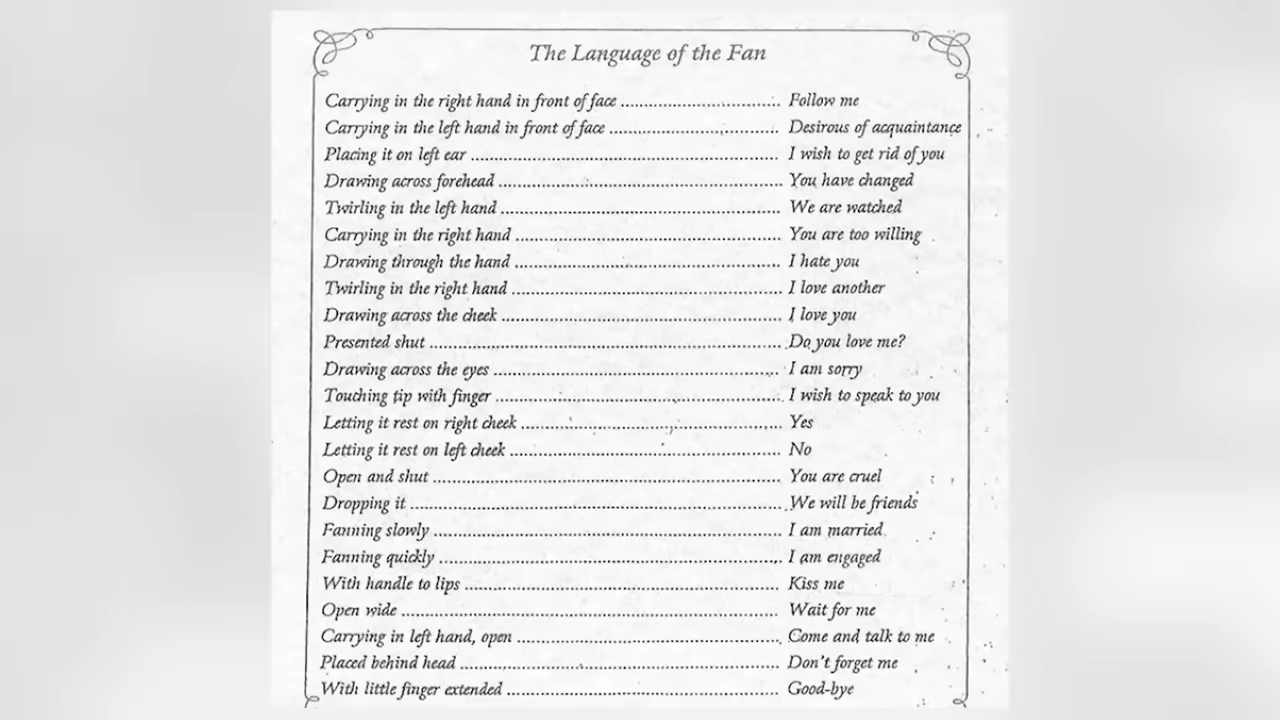 The Language of the Fan
Carrying in the right hand in front of face ........................................ Follow me
Carrying in the left hand in front of face ........................................ Desirous of acquaintance
Placing it on left ear ........................................ I wish to get rid of you
Drawing across forehead ........................................ You have changed
Twirling in the left hand ........................................ We are watched
Carrying in the right hand ........................................ You are too willing
Drawing through the hand ........................................ I hate you
Twirling in the right hand ........................................ I love another
Drawing across the cheek ........................................ I love you
Presented shut ........................................ Do you love me?
Drawing across the eyes ........................................ I am sorry
Touching tip with finger ........................................ I wish to speak to you
Letting it rest on right cheek ........................................ Yes
Letting it rest on left cheek ........................................ No
Open and shut ........................................ You are cruel
Dropping it ........................................ We will be friends
Fanning slowly ........................................ I am married
Fanning quickly ........................................ I am engaged
With handle to lips ........................................ Kiss me
Open wide ........................................ Wait for me
Carrying in left hand, open ........................................ Come and talk to me
Placed behind head ........................................ Don't forget me
With little finger extended ........................................ Good-bye